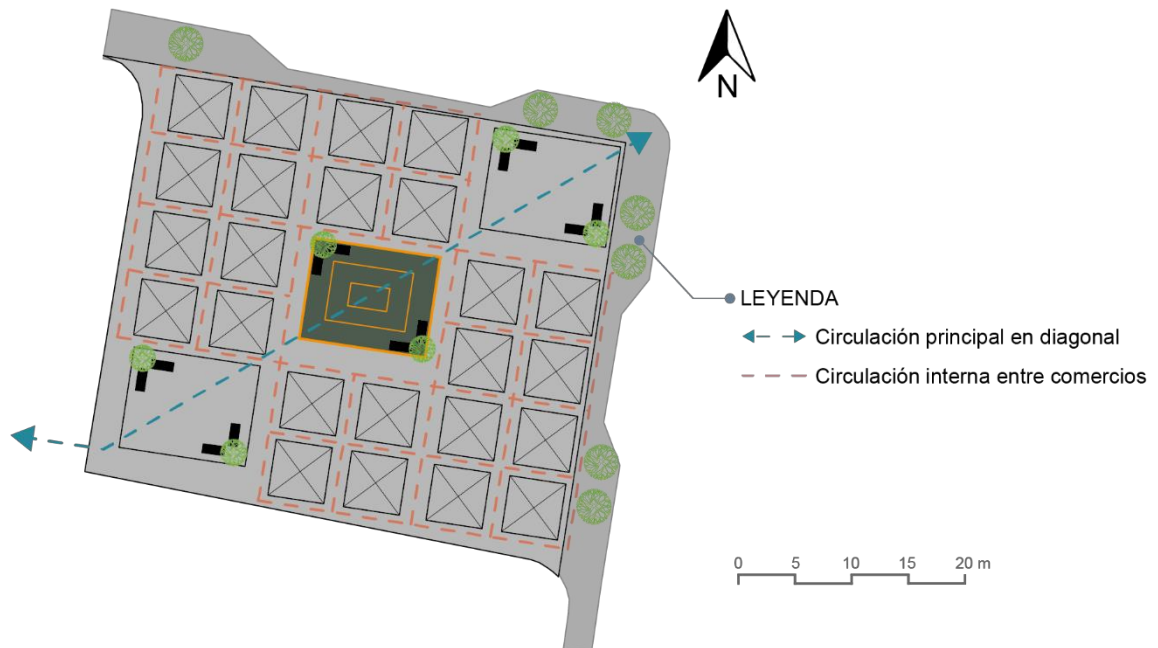 N
LEYENDA
Circulación principal en diagonal
Circulación interna entre comercios
0 5 10 15 20 m